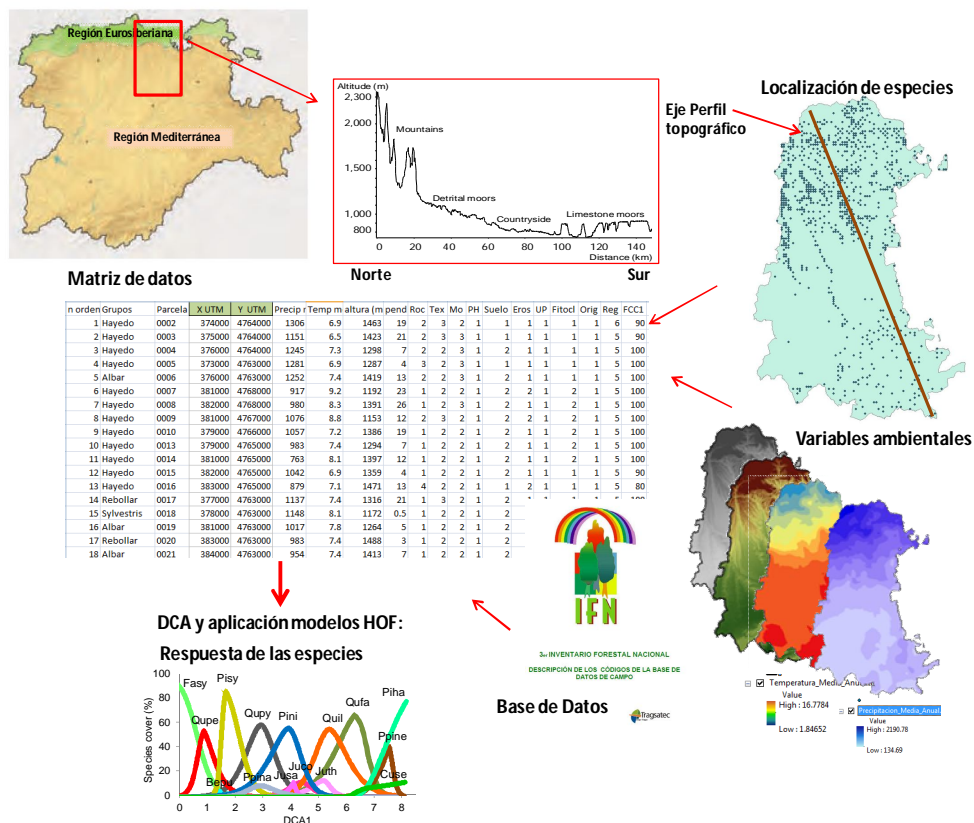 Región Eurosiberiana
Región Mediterránea
Altitude (m)
2,300
2,000
1,500
1,000
800
Mountains
Detrital moors
Countryside
Limestone moors
0 20 40 60 80 100 120 140
Distance (km)
Norte Sur
Localización de especies
Eje Perfil
topográfico
Matriz de datos
n orden Grupos Parcela X UTM Y UTM Precip r Temp m altura (m pend Roc Tex Mo PH Suelo Eros UP Fitocl Orig Reg FCC1
1 Hayedo 0002 374000 4764000 1306 6.9 1463 19 2 3 2 1 1 1 1 1 1 6 90
2 Hayedo 0003 375000 4764000 1151 6.5 1423 21 2 3 3 1 1 1 1 1 1 5 90
3 Hayedo 0004 376000 4764000 1245 7.3 1298 7 2 2 3 1 2 1 1 1 1 5 100
4 Hayedo 0005 373000 4763000 1281 6.9 1287 4 3 2 3 1 1 1 1 1 1 5 100
5 Albar 0006 376000 4763000 1252 7.4 1419 13 2 2 3 1 2 1 1 2 1 5 100
6 Hayedo 0007 381000 4768000 917 9.2 1192 23 1 2 2 1 2 1 1 1 1 5 100
7 Hayedo 0008 382000 4768000 980 8.3 1391 26 1 2 3 1 2 1 1 2 1 5 100
8 Hayedo 0009 381000 4767000 1076 8.8 1153 12 2 3 2 1 2 2 1 2 1 5 100
9 Hayedo 0010 379000 4766000 1057 7.2 1386 19 1 2 2 1 2 1 1 2 1 5 100
10 Hayedo 0013 379000 4765000 983 7.4 1294 7 1 2 2 1 2 1 1 1 1 5 100
11 Hayedo 0014 381000 4765000 763 8.1 1397 12 1 2 2 1 2 1 1 2 1 5 100
12 Hayedo 0015 382000 4765000 1042 6.9 1359 4 1 2 2 1 2 1 1 1 1 5 90
13 Hayedo 0016 383000 4765000 879 7.1 1471 13 4 2 2 1 1 2 1 1 1 5 80
14 Rebollar 0017 377000 4763000 1137 7.4 1316 21 1 3 2 1 2
15 Sylvestris 0018 378000 4763000 1148 8.1 1172 0.5 1 2 2 1 2
16 Albar 0019 381000 4763000 1017 7.8 1264 5 1 2 2 1 2
17 Rebollar 0020 383000 4763000 983 7.4 1488 3 1 2 2 1 2
18 Albar 0021 384000 4763000 954 7.4 1413 7 1 2 2 1 2
Variables ambientales
Value
High : 16.7784
Low : 1.84652
Precipitacion_Media_Anual
Value
High : 2190.78
Low : 134.69
IFN
3er INVENTARIO FORESTAL NACIONAL
DESCRIPCIÓN DE LOS CÓDIGOS DE LA BASE DE
DATOS DE CAMPO
Tragsatec
Base de Datos
DCA y aplicación modelos HOF:
Respuesta de las especies
Species cover (%)
100
80
60
40
20
0
Fasy
Pisy
Qupe
Qupy
Pini
Quil
Qufa
Piha
Juco
Jusa
Juth
Ppine
Cuse
0 1 2 3 4 5 6 7 8
DCA1